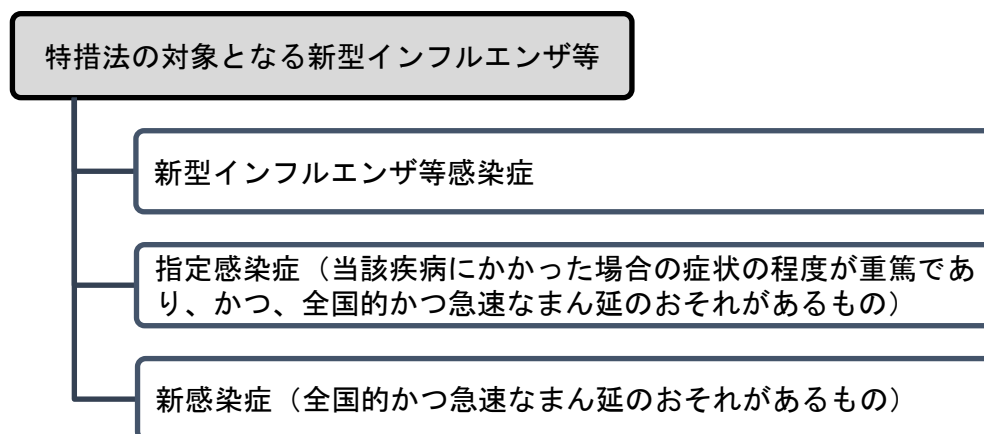 特措法の対象となる新型インフルエンザ等
新型インフルエンザ等感染症
指定感染症（当該疾病にかかった場合の症状の程度が重篤であ
り、かつ、全国的かつ急速なまん延のおそれがあるもの）
新感染症（全国的かつ急速なまん延のおそれがあるもの）